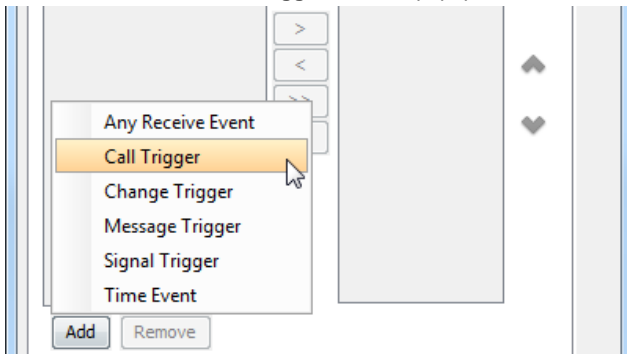 >
<
>>
Any Receive Event
Call Trigger
Change Trigger
Message Trigger
Signal Trigger
Time Event
Add Remove